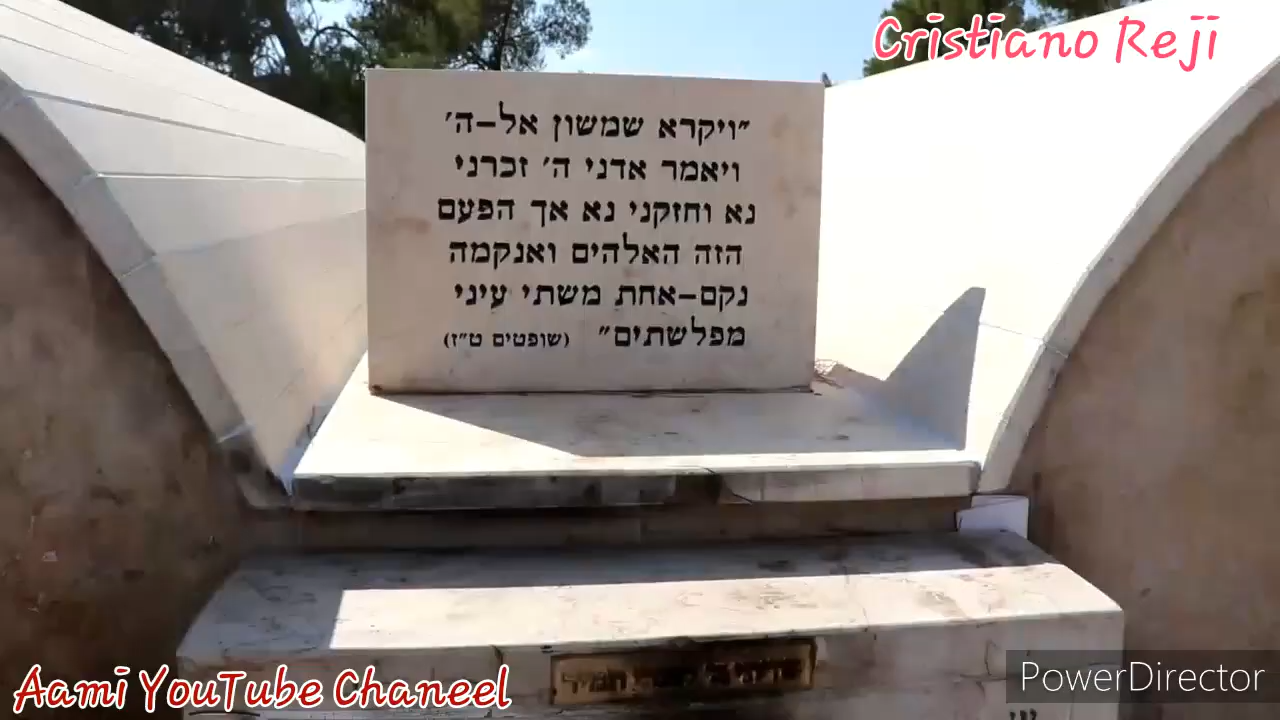 Cristiano Reji
״ויקרא שמשון אל-ה׳
ויאמר אדני ה׳ זכרני
נא וחזקני נא אך הפעם
הזה האלהים ואנקמה
נקם-אחת משתי עיני
מפלשתים״ (שופטים ט״ז)
Aami YouTube Chaneel
PowerDirector